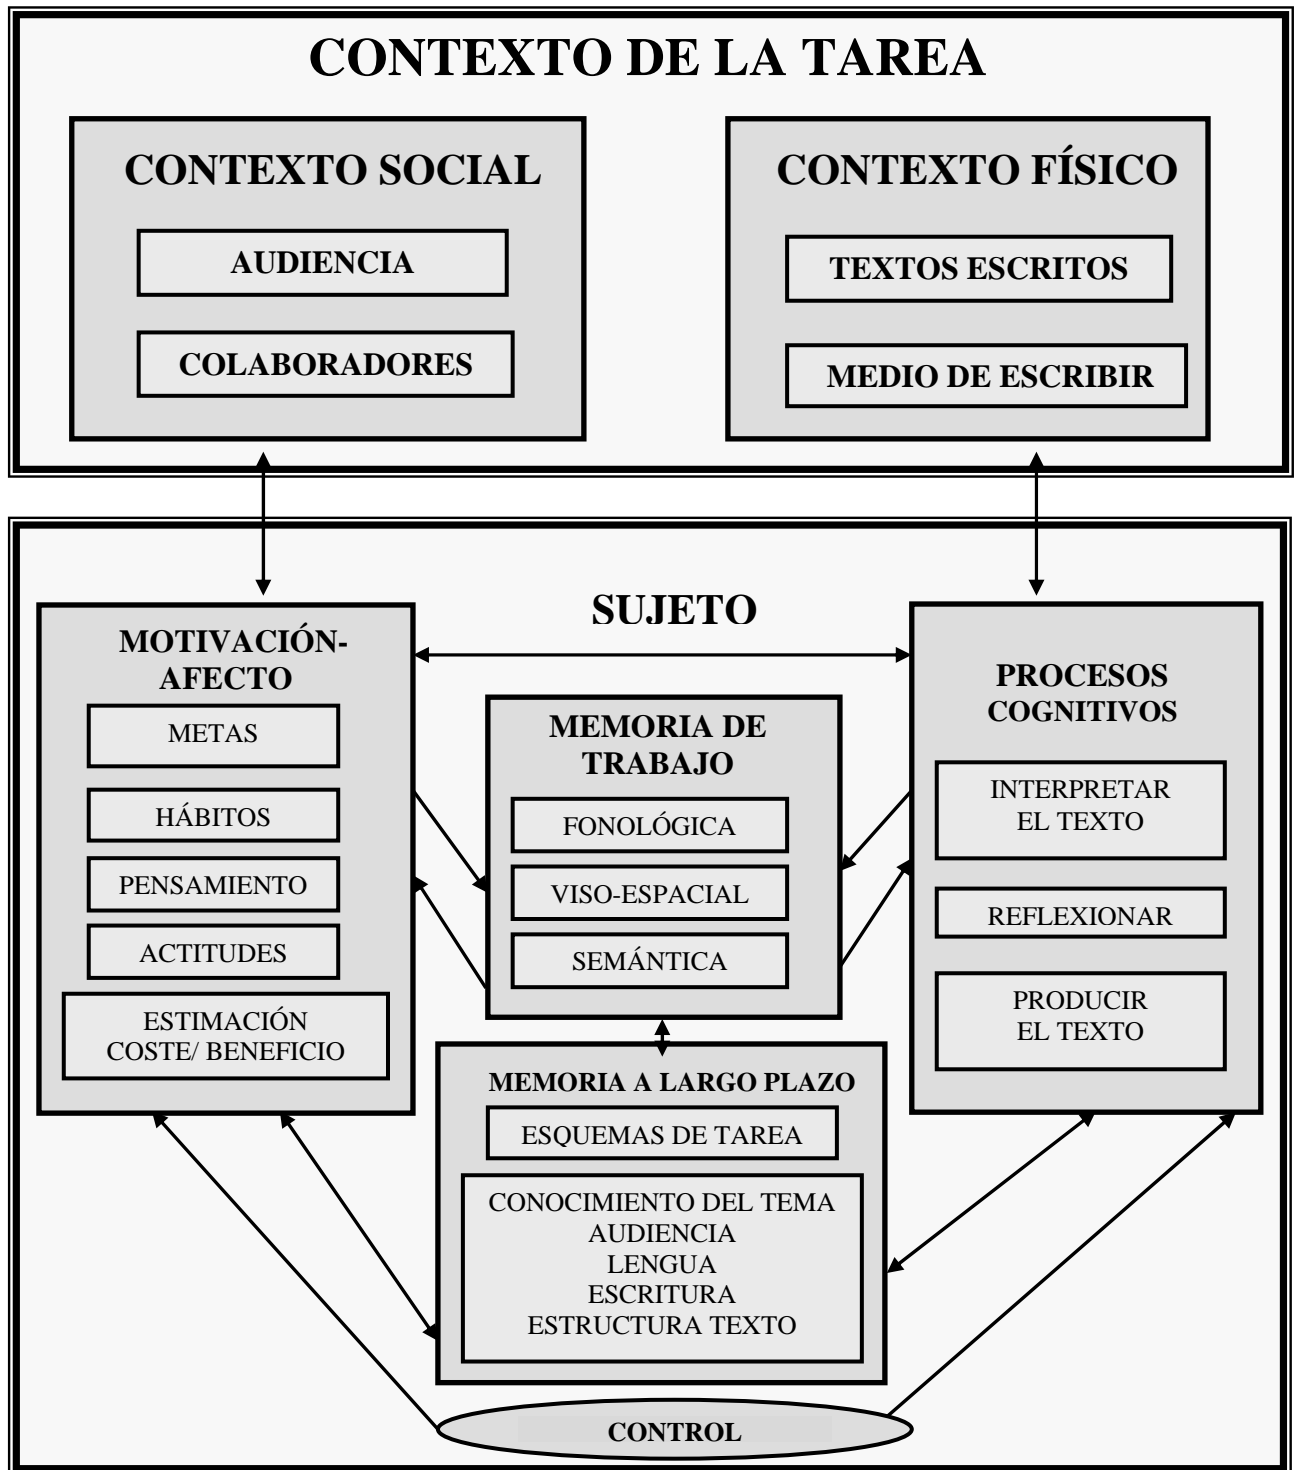 CONTEXTO DE LA TAREA
CONTEXTO SOCIAL
AUDIENCIA
COLABORADORES
CONTEXTO FÍSICO
TEXTOS ESCRITOS
MEDIO DE ESCRIBIR
SUJETO
MOTIVACIÓN-
AFECTO
METAS
HÁBITOS
PENSAMIENTO
ACTITUDES
ESTIMACIÓN
COSTE/ BENEFICIO
MEMORIA DE
TRABAJO
FONOLÓGICA
VISO-ESPACIAL
SEMÁNTICA
PROCESOS
COGNITIVOS
INTERPRETAR
EL TEXTO
REFLEXIONAR
PRODUCIR
EL TEXTO
MEMORIA A LARGO PLAZO
ESQUEMAS DE TAREA
CONOCIMIENTO DEL TEMA
AUDIENCIA
LENGUA
ESCRITURA
ESTRUCTURA TEXTO
CONTROL